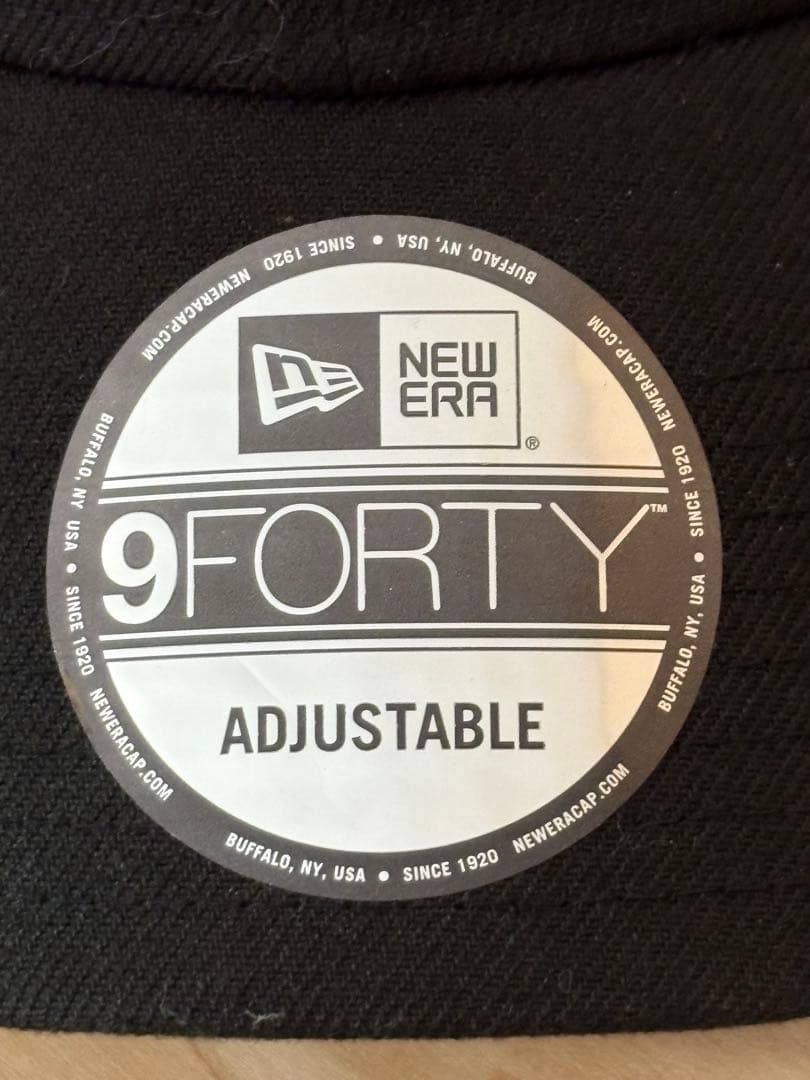 NEW
ERA
®
9FORTY™
ADJUSTABLE
BUFFALO, NY, USA • SINCE 1920 NEWERACAP.COM
BUFFALO, NY, USA • SINCE 1920 NEWERACAP.COM
BUFFALO, NY, USA • SINCE 1920 NEWERACAP.COM
BUFFALO, NY USA • SINCE 1920 NEWERACAP.COM